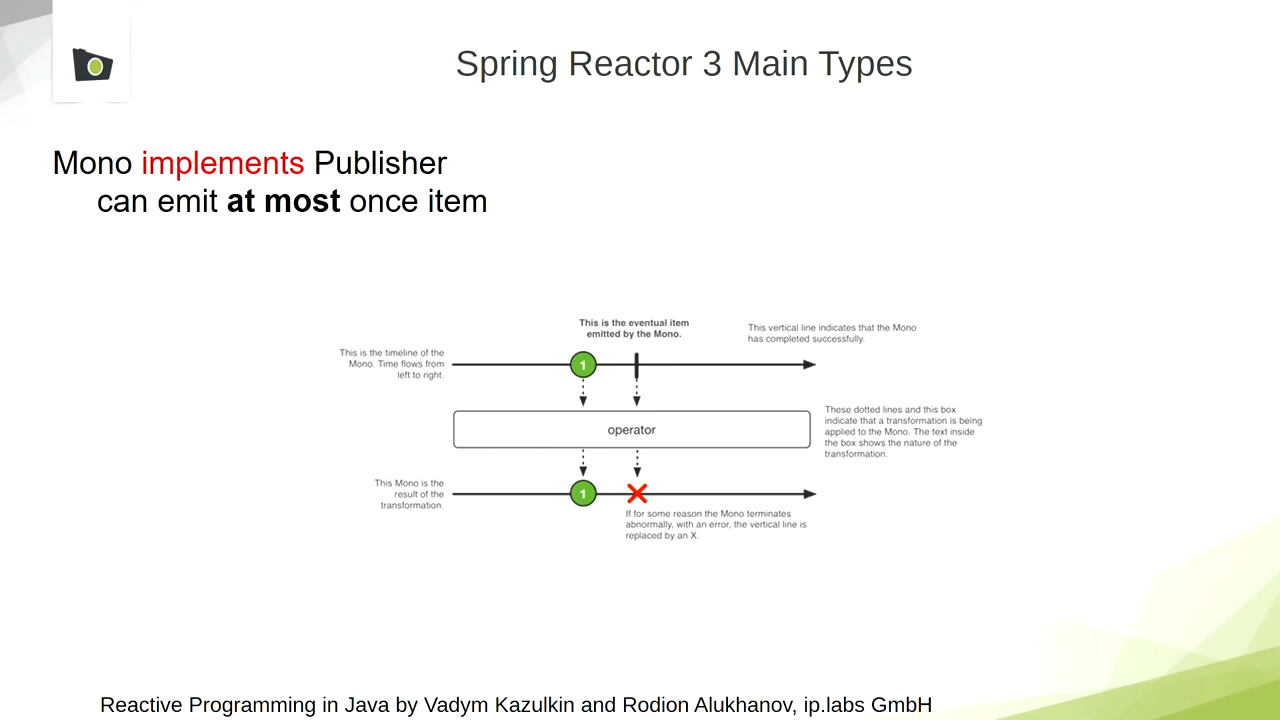 Spring Reactor 3 Main Types
Mono implements Publisher
can emit at most once item
This is the eventual item
emitted by the Mono.
This vertical line indicates that the Mono
has completed successfully.
This is the timeline of the
Mono. Time flows from
left to right.
1
These dotted lines and this box
indicate that a transformation is being
applied to the Mono. The text inside
the box shows the nature of the
transformation.
operator
This Mono is the
result of the
transformation.
1
If for some reason the Mono terminates
abnormally, with an error, the vertical line is
replaced by an X.
Reactive Programming in Java by Vadym Kazulkin and Rodion Alukhanov, ip.labs GmbH